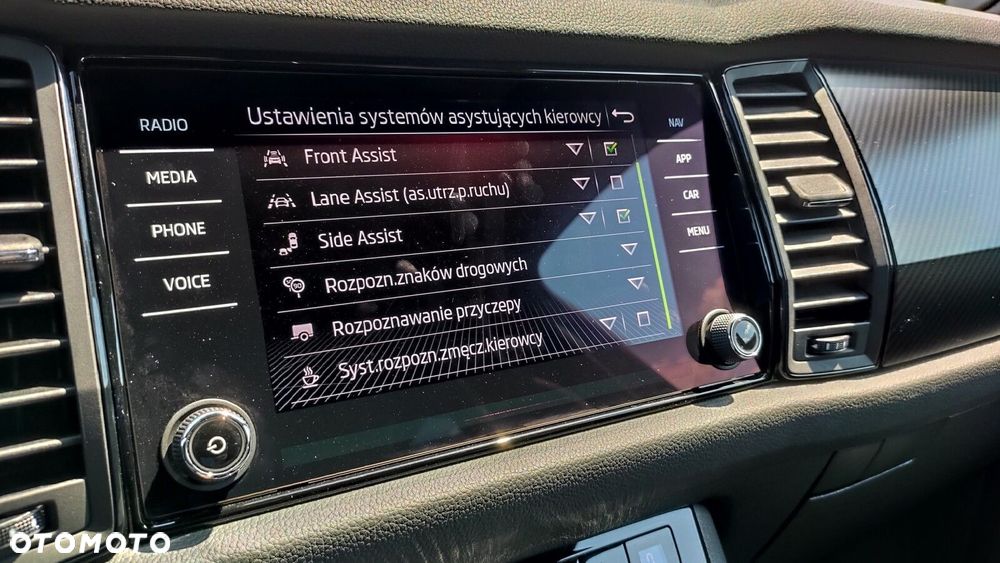 Ustawienia systemów asystujących kierowcy
RADIO
MEDIA
PHONE
VOICE
Front Assist
Lane Assist (as.utrz.p.ruchu)
Side Assist
Rozpozn.znaków drogowych
Rozpoznawanie przyczepy
Syst.rozpozn.zmęcz.kierowcy
NAV
APP
CAR
MENU
OTOMOTO